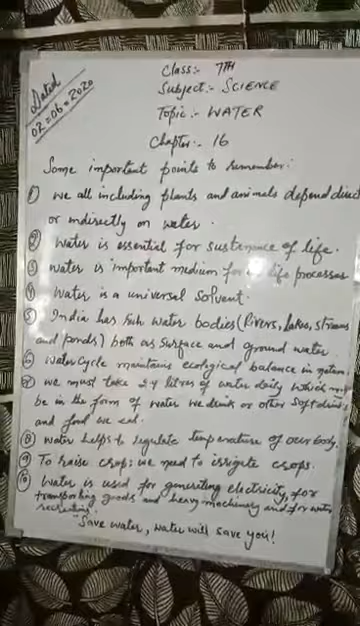 Dated
02=06=2020
Class:- 7TH
Subject:- SCIENCE
Topic:- WATER
Chapter:- 16
Some important points to remember:
① We all including plants and animals depend direct
or indirectly on water.
② Water is essential for sustenance of life.
③ Water is important medium for life processes
④ Water is a universal solvent.
⑤ India has rich water bodies (Rivers, lakes, streams
and ponds) both as surface and ground water.
⑥ Water cycle maintains ecological balance in nature.
⑦ We must take 2-4 litres of water daily which must
be in the form of water we drink or other soft drinks
and food we eat.
⑧ Water helps to regulate temperature of our body.
⑨ To raise crops; we need to irrigate crops.
⑩ Water is used for generating electricity, for
transporting goods and heavy machinery and for water
recreation.
"Save water, water will save you!